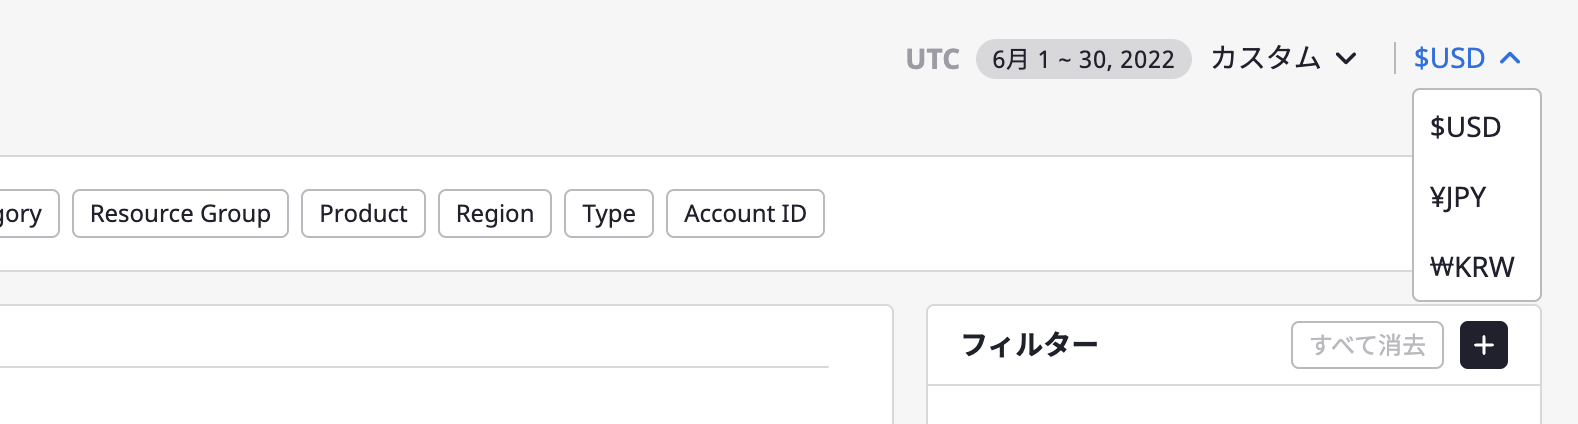 UTC 6月 1 ~ 30, 2022 カスタム $USD
$USD
¥JPY
₩KRW
gory Resource Group Product Region Type Account ID
フィルター すべて消去 +